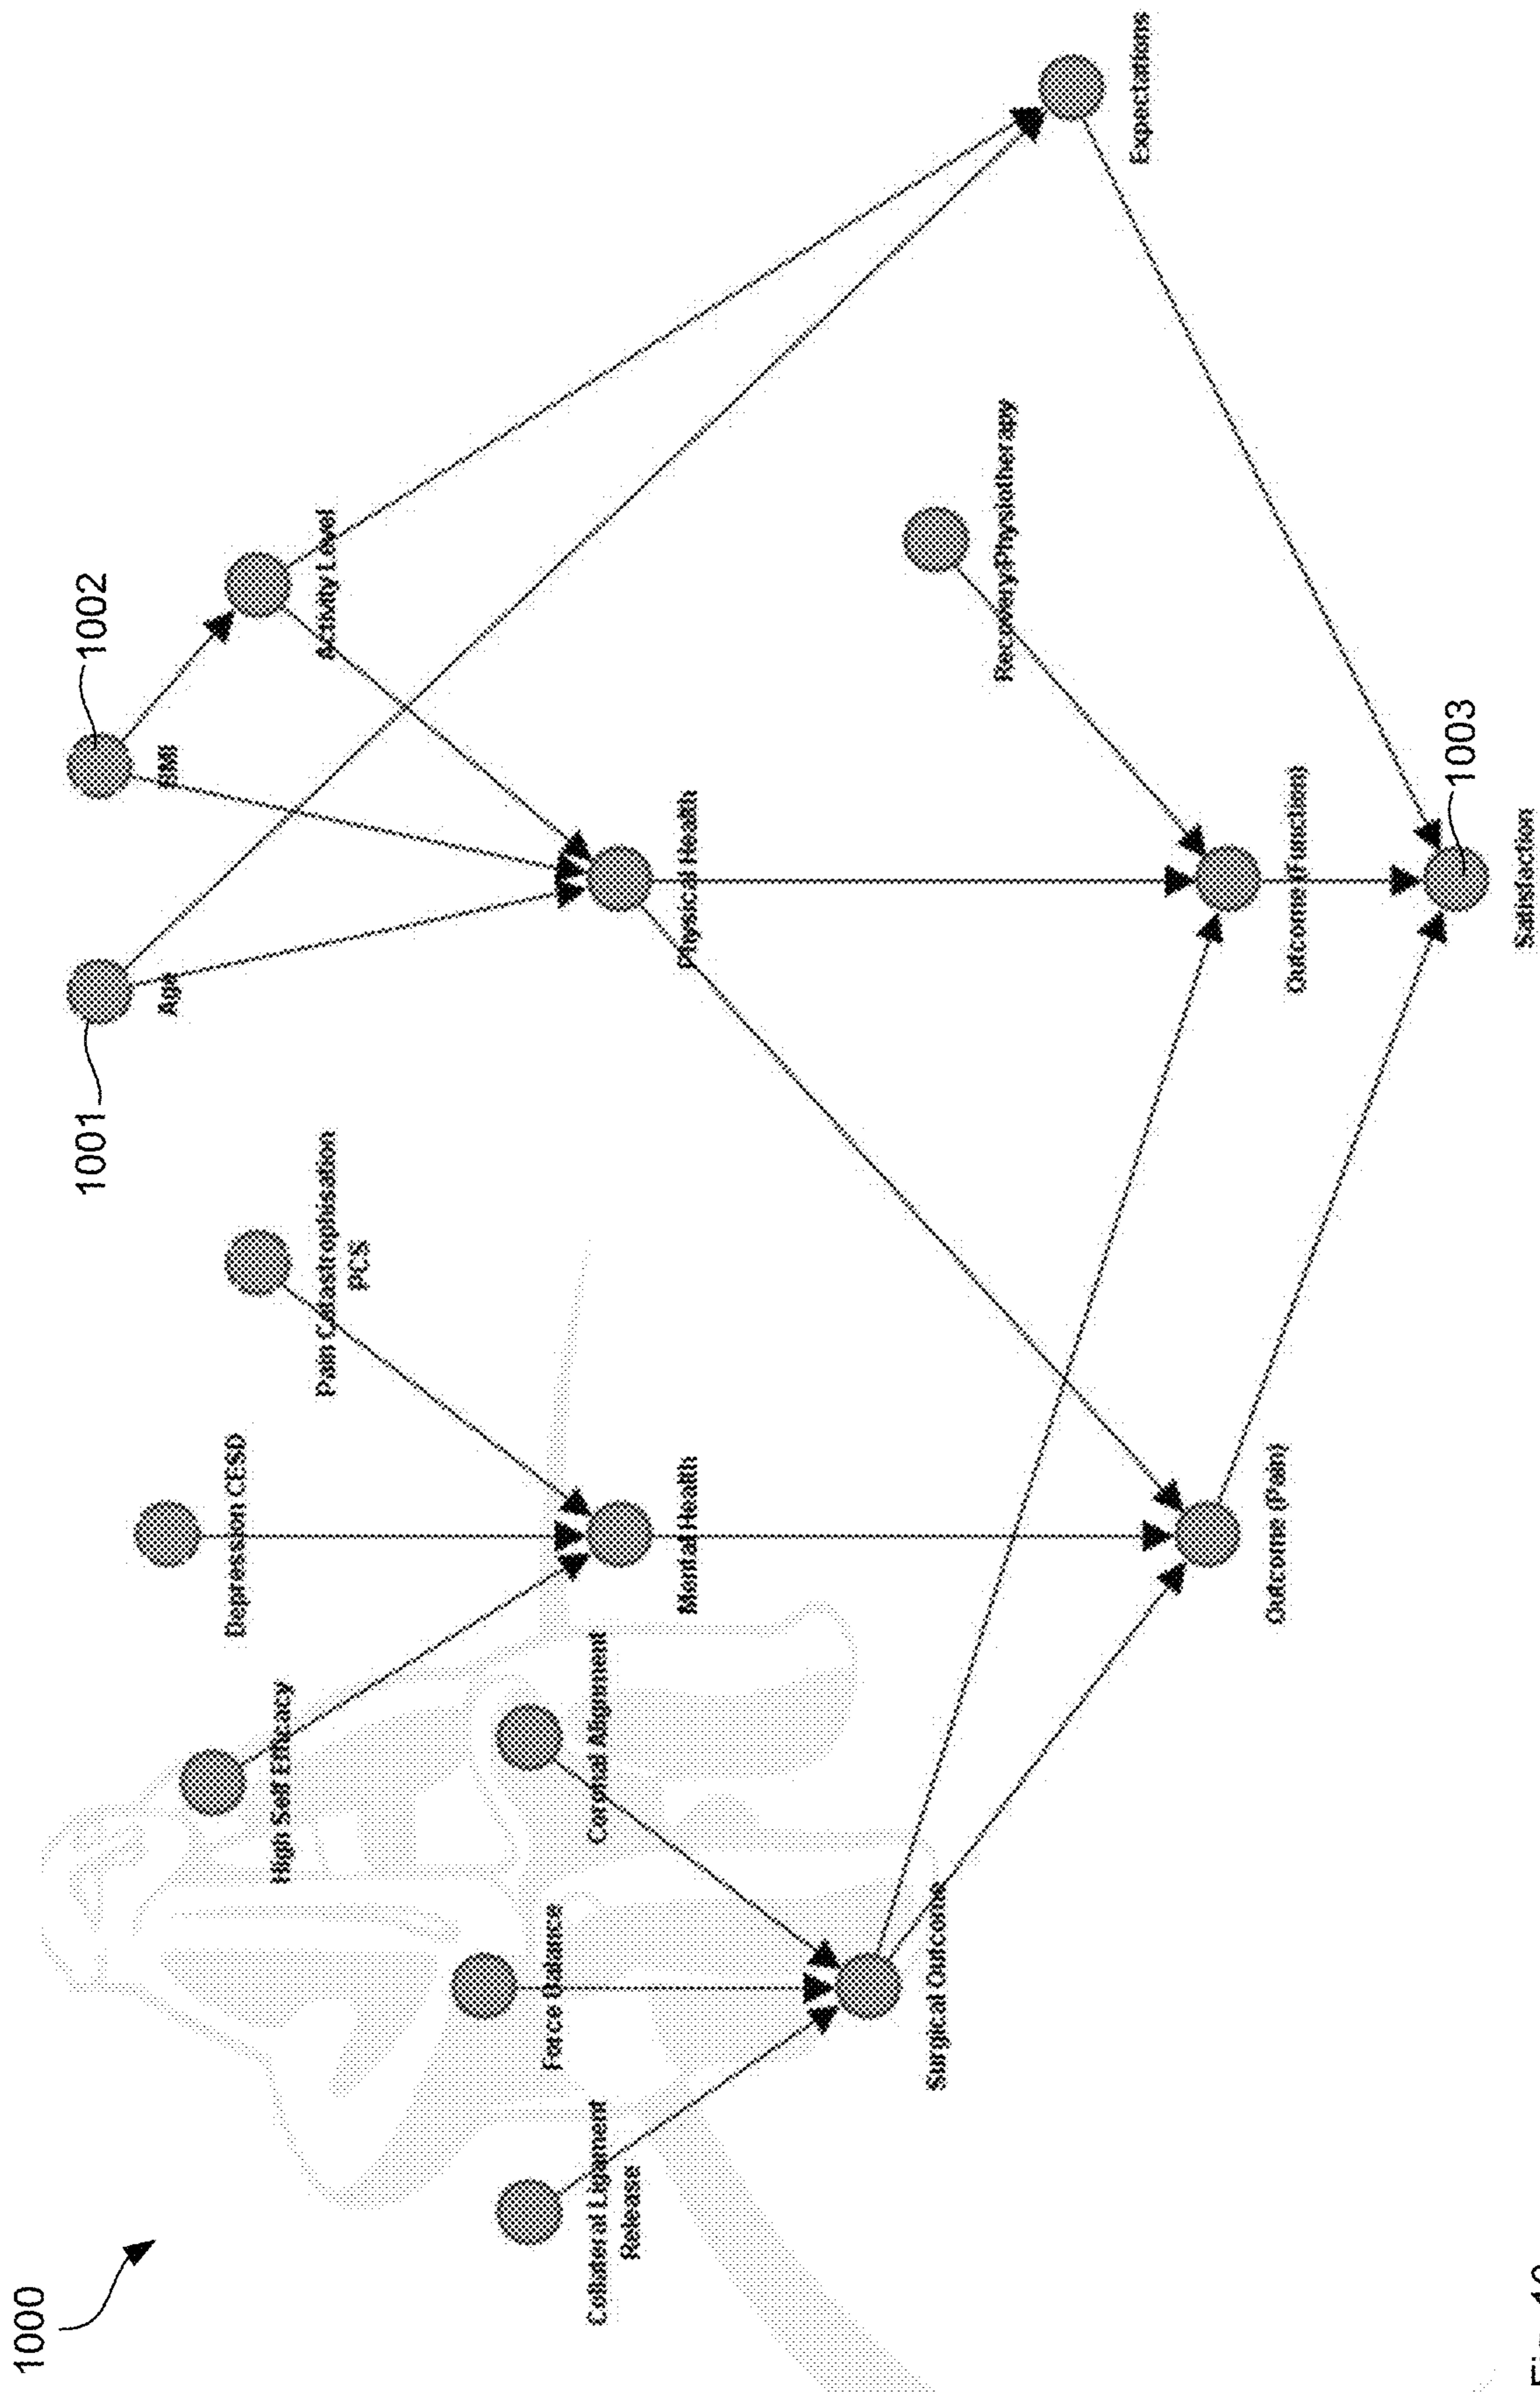 1000
1001
1002
Age
BMI
Depression CESD
High Self Efficacy
Pain Catastrophisation
PCS
Activity Level
Force Balance
Collateral Ligament
Release
Coronal Alignment
Mental Health
Physical Health
Surgical Outcome
Recovery/Physiotherapy
Expectations
Outcome (Pain)
Outcome (Function)
1003
Satisfaction